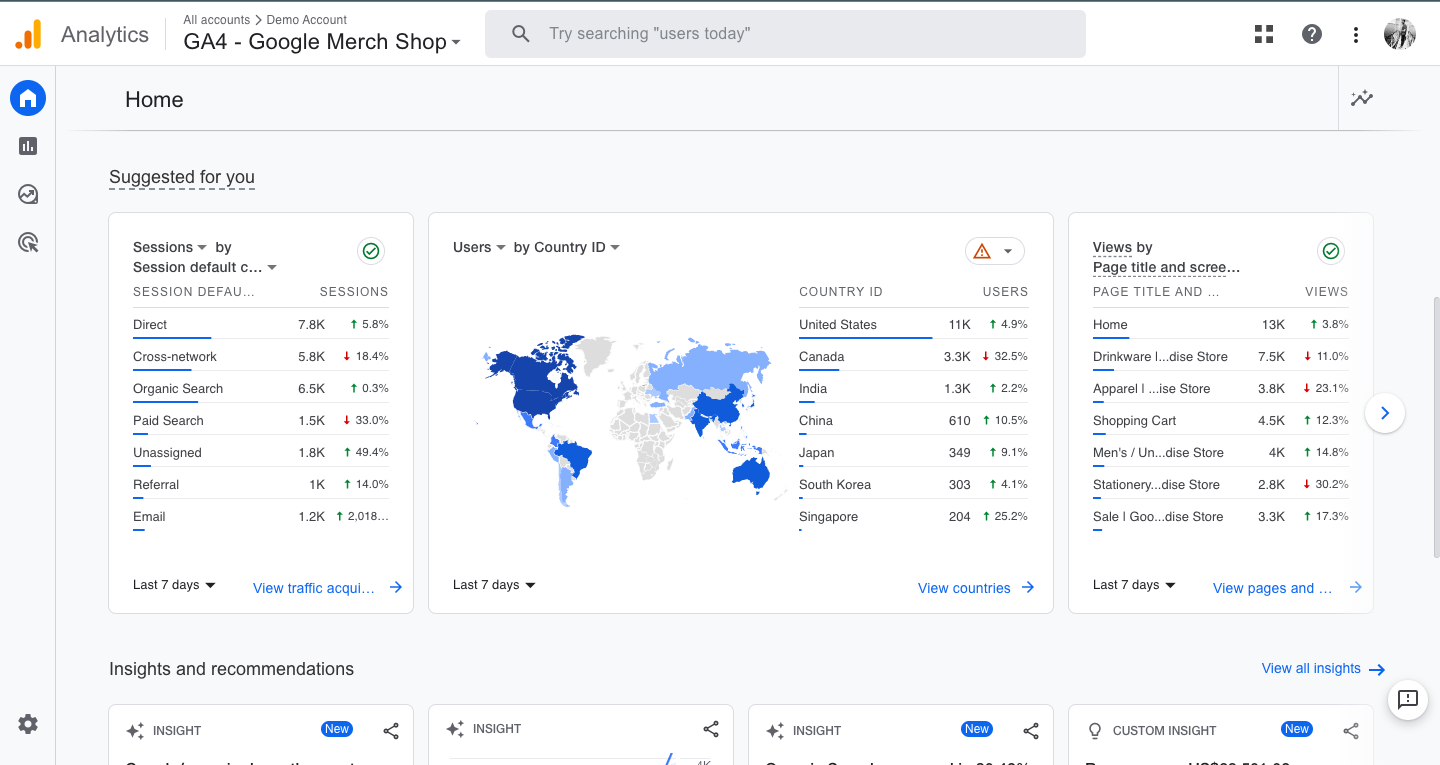 All accounts > Demo Account
Analytics
GA4 - Google Merch Shop
Try searching "users today"
Home
Suggested for you
Sessions by
Session default c...
SESSION DEFAU... SESSIONS
Direct 7.8K ↑ 5.8%
Cross-network 5.8K ↓ 18.4%
Organic Search 6.5K ↑ 0.3%
Paid Search 1.5K ↓ 33.0%
Unassigned 1.8K ↑ 49.4%
Referral 1K ↑ 14.0%
Email 1.2K ↑ 2,018...
Last 7 days
View traffic acqui...
Users by Country ID
COUNTRY ID USERS
United States 11K ↑ 4.9%
Canada 3.3K ↓ 32.5%
India 1.3K ↑ 2.2%
China 610 ↑ 10.5%
Japan 349 ↑ 9.1%
South Korea 303 ↑ 4.1%
Singapore 204 ↑ 25.2%
Last 7 days
View countries
Views by
Page title and scree...
PAGE TITLE AND ... VIEWS
Home 13K ↑ 3.8%
Drinkware |...dise Store 7.5K ↓ 11.0%
Apparel | ...ise Store 3.8K ↓ 23.1%
Shopping Cart 4.5K ↑ 12.3%
Men's / Un...dise Store 4K ↑ 14.8%
Stationery...dise Store 2.8K ↓ 30.2%
Sale | Goo...dise Store 3.3K ↑ 17.3%
Last 7 days
View pages and ...
Insights and recommendations
View all insights
INSIGHT New
INSIGHT
4K
INSIGHT New
CUSTOM INSIGHT New